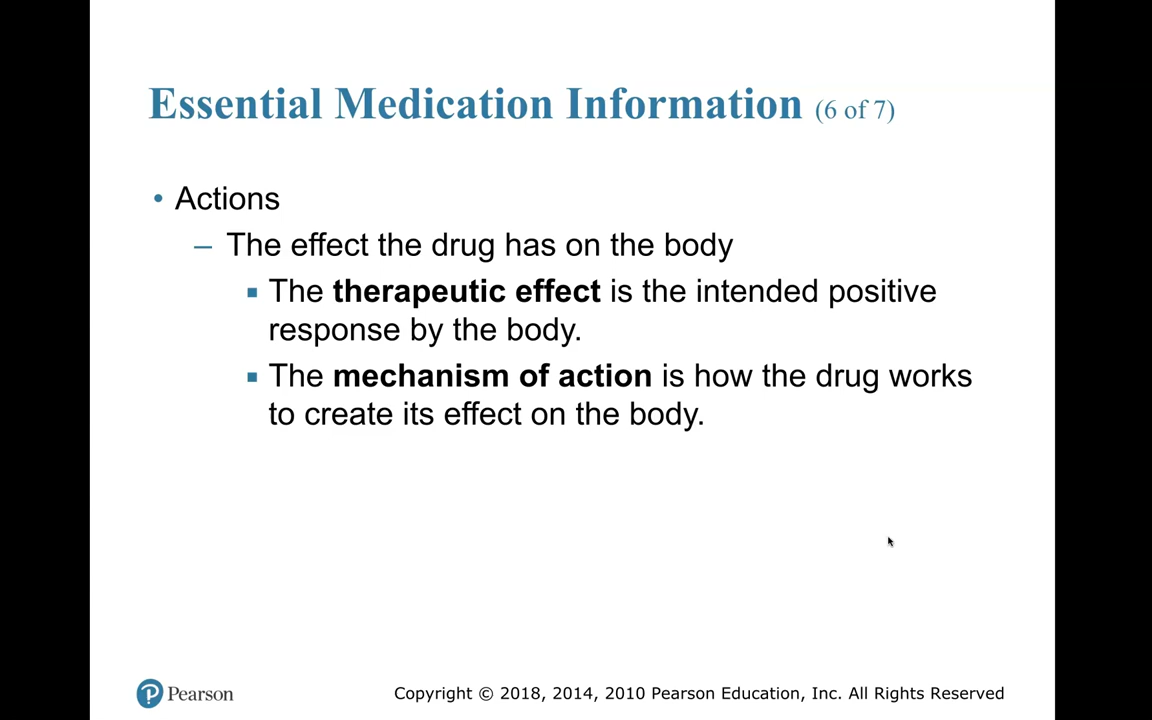 Essential Medication Information (6 of 7)
• Actions
– The effect the drug has on the body
▪ The therapeutic effect is the intended positive
response by the body.
▪ The mechanism of action is how the drug works
to create its effect on the body.
Pearson
Copyright © 2018, 2014, 2010 Pearson Education, Inc. All Rights Reserved